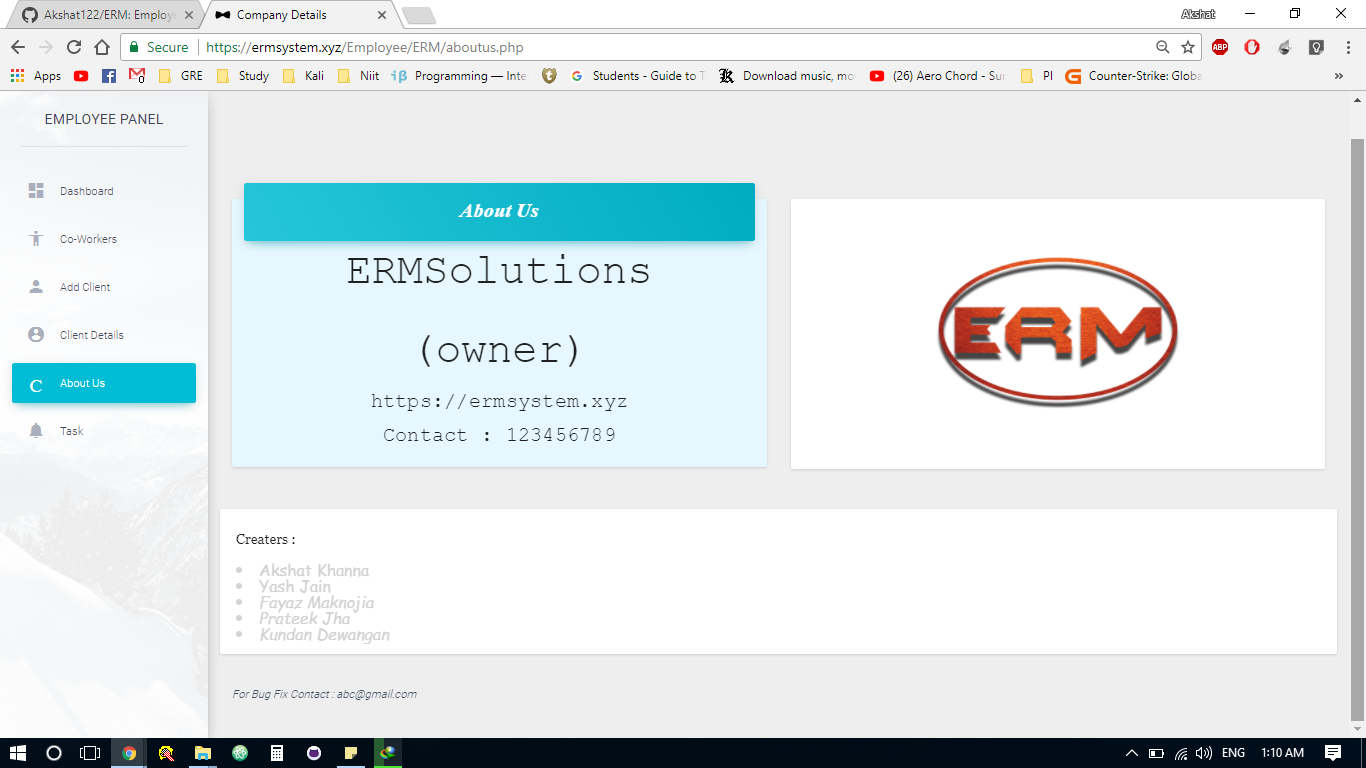 Akshat122/ERM: Employe
Company Details
Akshat
Secure
https://ermsystem.xyz/Employee/ERM/aboutus.php
ABP
Apps
GRE
Study
Kali
Niit
Programming — Inte
Students - Guide to T
Download music, mo
(26) Aero Chord - Sur
PI
Counter-Strike: Globa
»
EMPLOYEE PANEL
Dashboard
Co-Workers
Add Client
Client Details
C About Us
Task
About Us
ERMSolutions
(owner)
https://ermsystem.xyz
Contact : 123456789
ERM
Creaters :
• Akshat Khanna
• Yash Jain
• Fayaz Maknojia
• Prateek Jha
• Kundan Dewangan
For Bug Fix Contact : abc@gmail.com
ENG
1:10 AM